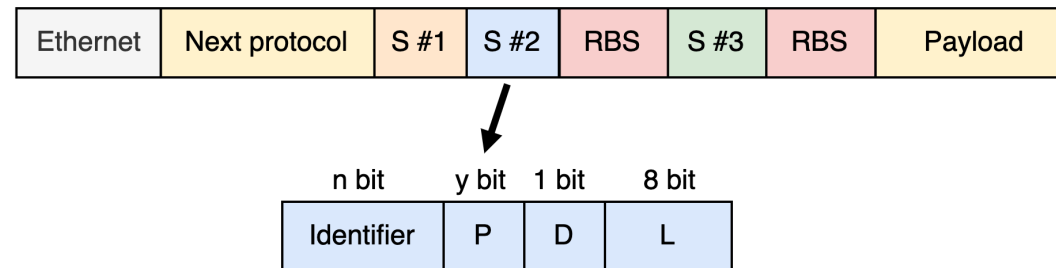 Ethernet Next protocol S #1 S #2 RBS S #3 RBS Payload
n bit y bit 1 bit 8 bit
Identifier P D L